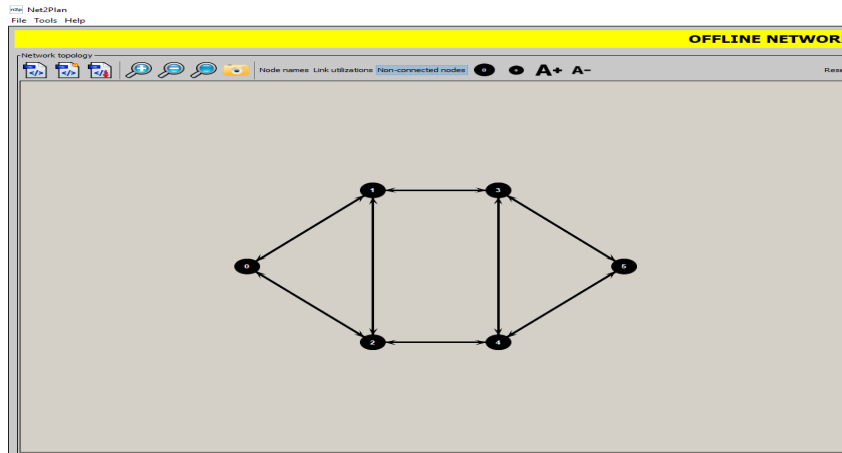 n2p Net2Plan
File Tools Help
OFFLINE NETWOR
Network topology
Node names Link utilizations Non-connected nodes A+ A- Rese
1 3
0 5
2 4